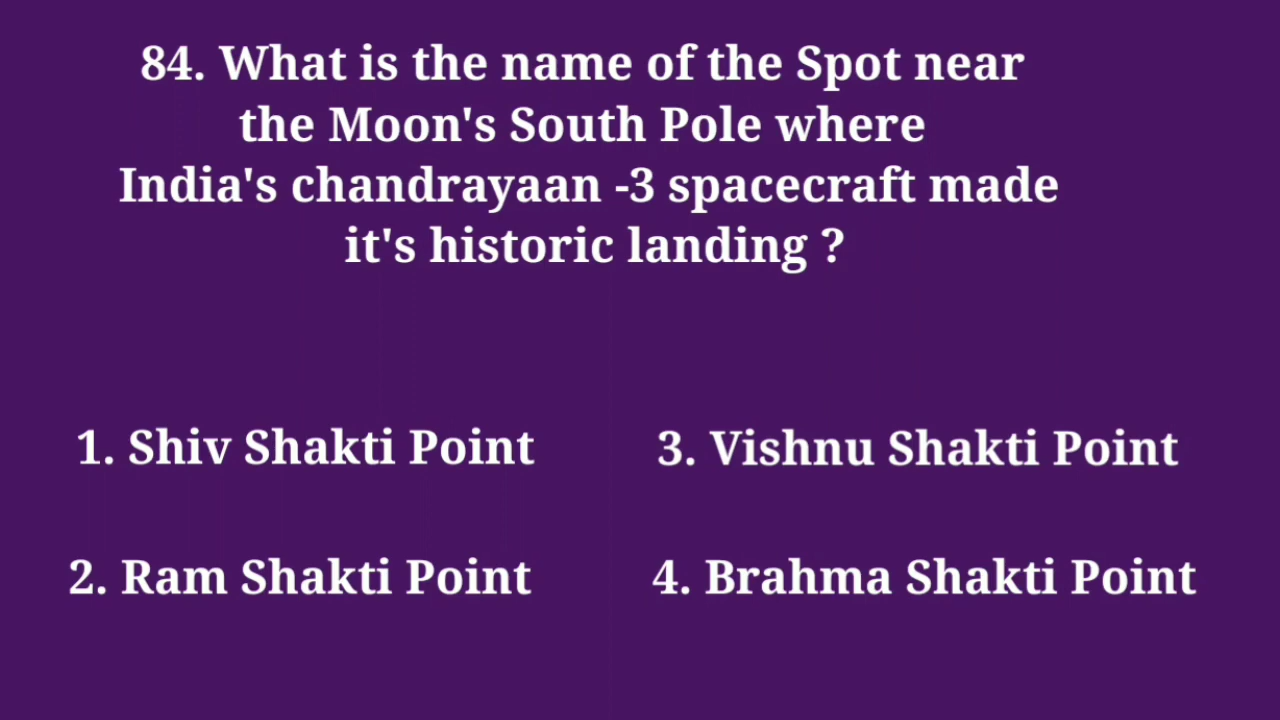 84. What is the name of the Spot near
the Moon's South Pole where
India's chandrayaan -3 spacecraft made
it's historic landing ?
1. Shiv Shakti Point
2. Ram Shakti Point
3. Vishnu Shakti Point
4. Brahma Shakti Point